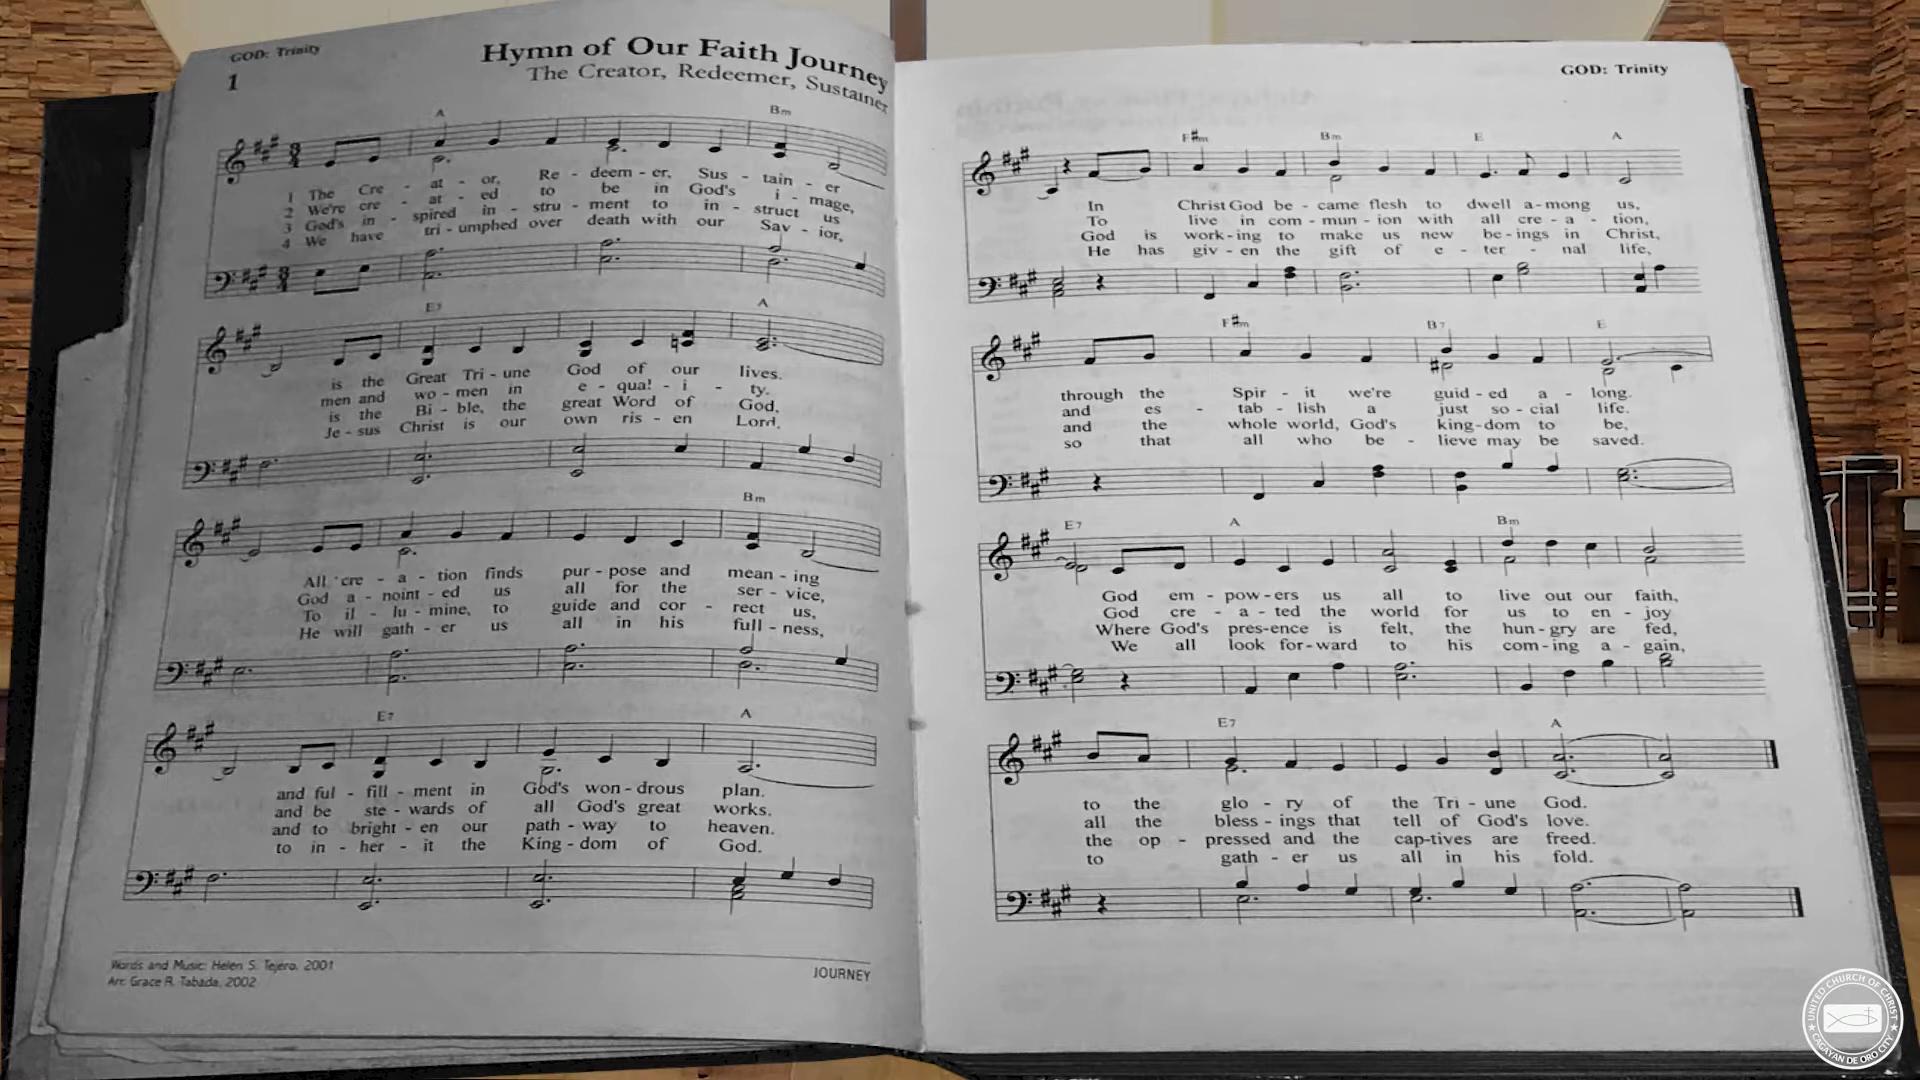 GOD: Trinity
1
Hymn of Our Faith Journey
The Creator, Redeemer, Sustainer
A Bm
1 The Cre - at - or, Re - deem - er, Sus - tain - er
2 We're cre - at - ed to be in God's i - mage,
3 God's in - spired in - stru - ment to in - struct us
4 We have tri - umphed over death with our Sav - ior,
E7 A
is the Great Tri - une God of our lives.
men and wo - men in e - qual - i - ty.
is the Bi - ble, the great Word of God,
Je - sus Christ is our own ris - en Lord.
Bm
All cre - a - tion finds pur - pose and mean - ing
God a - noint - ed us all for the ser - vice,
To il - lu - mine, to guide and cor - rect us,
He will gath - er us all in his full - ness,
E7 A
and ful - fill - ment in God's won - drous plan.
and be ste - wards of all God's great works.
and to bright - en our path - way to heaven.
to in - her - it the King - dom of God.
Words and Music: Helen S. Tejero, 2001
Arr. Grace R. Tabada, 2002
JOURNEY
GOD: Trinity
F#m Bm E A
In Christ God be - came flesh to dwell a - mong us,
To live in com - mun - ion with all cre - a - tion,
God is work - ing to make us new be - ings in Christ,
He has giv - en the gift of e - ter - nal life,
F#m B7 E
through the Spir - it we're guid - ed a - long.
and es - tab - lish a just so - cial life.
and the whole world, God's king - dom to be,
so that all who be - lieve may be saved.
E7 A Bm
God em - pow - ers us all to live out our faith,
God cre - a - ted the world for us to en - joy
Where God's pres - ence is felt, the hun - gry are fed,
We all look for - ward to his com - ing a - gain,
E7 A
to the glo - ry of the Tri - une God.
all the bless - ings that tell of God's love.
the op - pressed and the cap - tives are freed.
to gath - er us all in his fold.
UNITED CHURCH OF CHRIST
CAGAYAN DE ORO CITY